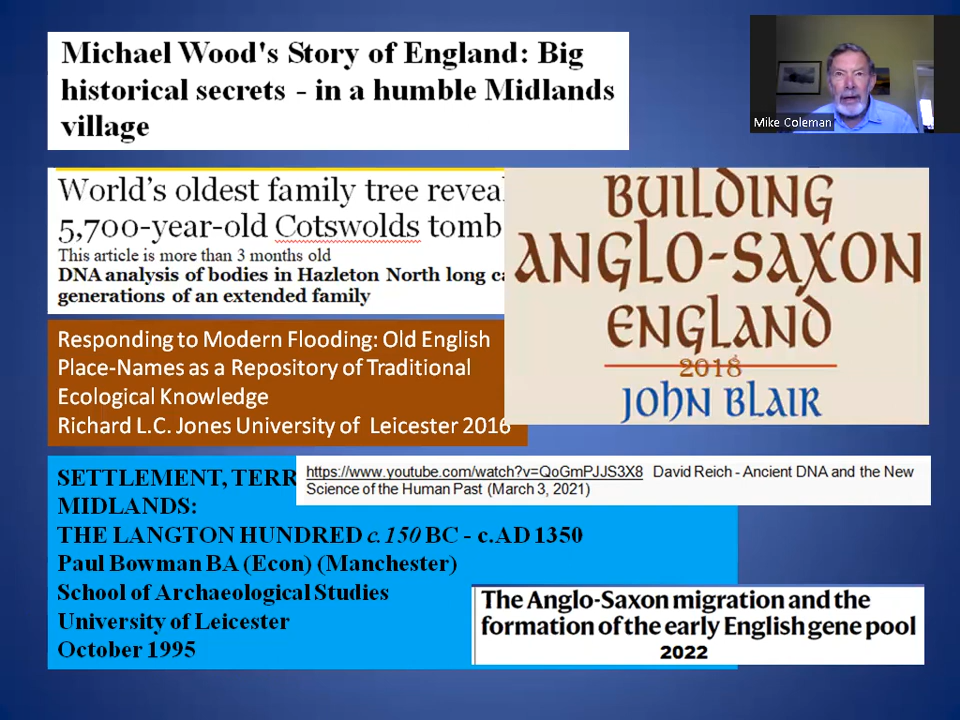 Michael Wood's Story of England: Big
historical secrets - in a humble Midlands
village
Mike Coleman
World's oldest family tree
5,700-year-old Cotswolds tomb
This article is more than 3 months old
DNA analysis of bodies in Hazleton North long
generations of an extended family
BUILDING
ANGLO-SAXON
ENGLAND
2018
JOHN BLAIR
Responding to Modern Flooding: Old English
Place-Names as a Repository of Traditional
Ecological Knowledge
Richard L.C. Jones University of Leicester 2016
SETTLEMENT,
MIDLANDS:
THE LANGTON HUNDRED c.150 BC - c.AD 1350
Paul Bowman BA (Econ) (Manchester)
School of Archaeological Studies
University of Leicester
October 1995
https://www.youtube.com/watch?v=QoGmPJJS3X8 David Reich - Ancient DNA and the New
Science of the Human Past (March 3, 2021)
The Anglo-Saxon migration and the
formation of the early English gene pool
2022